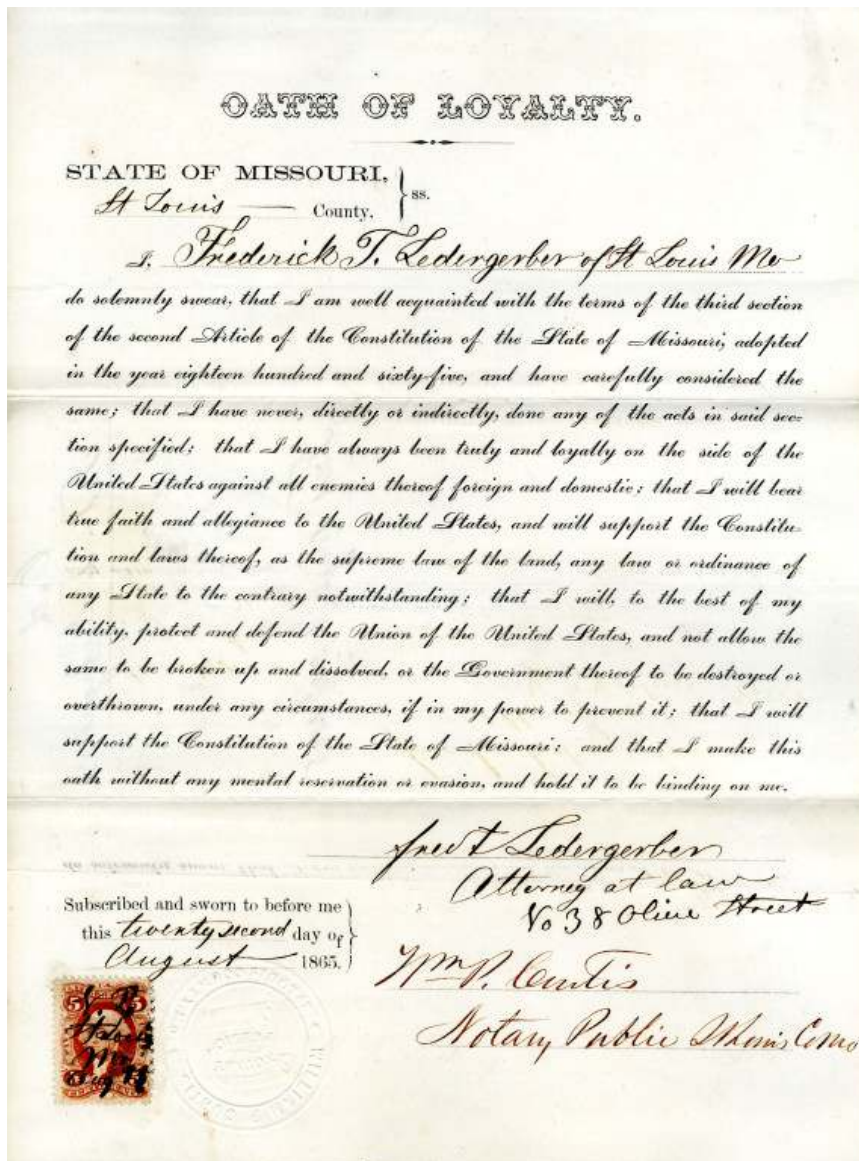 OATH OF LOYALTY.
STATE OF MISSOURI,
St Louis County. } ss.
I, Frederick T. Ledergerber of St Louis Mo
do solemnly swear, that I am well acquainted with the terms of the third section
of the second Article of the Constitution of the State of Missouri, adopted
in the year eighteen hundred and sixty-five, and have carefully considered the
same; that I have never, directly or indirectly, done any of the acts in said sec-
tion specified; that I have always been truly and loyally on the side of the
United States against all enemies thereof foreign and domestic; that I will bear
true faith and allegiance to the United States, and will support the Constitu-
tion and laws thereof, as the supreme law of the land, any law or ordinance of
any State to the contrary notwithstanding; that I will, to the best of my
ability, protect and defend the Union of the United States, and not allow the
same to be broken up and dissolved, or the Government thereof to be destroyed or
overthrown, under any circumstances, if in my power to prevent it; that I will
support the Constitution of the State of Missouri; and that I make this
oath without any mental reservation or evasion, and hold it to be binding on me.
Fred T Ledergerber
Attorney at law
No 38 Olive Street
Subscribed and sworn to before me
this twenty second day of
August 1865.
Wm P. Curtis
Notary Public St Louis Co Mo
5 5
St Louis
Mo
Aug